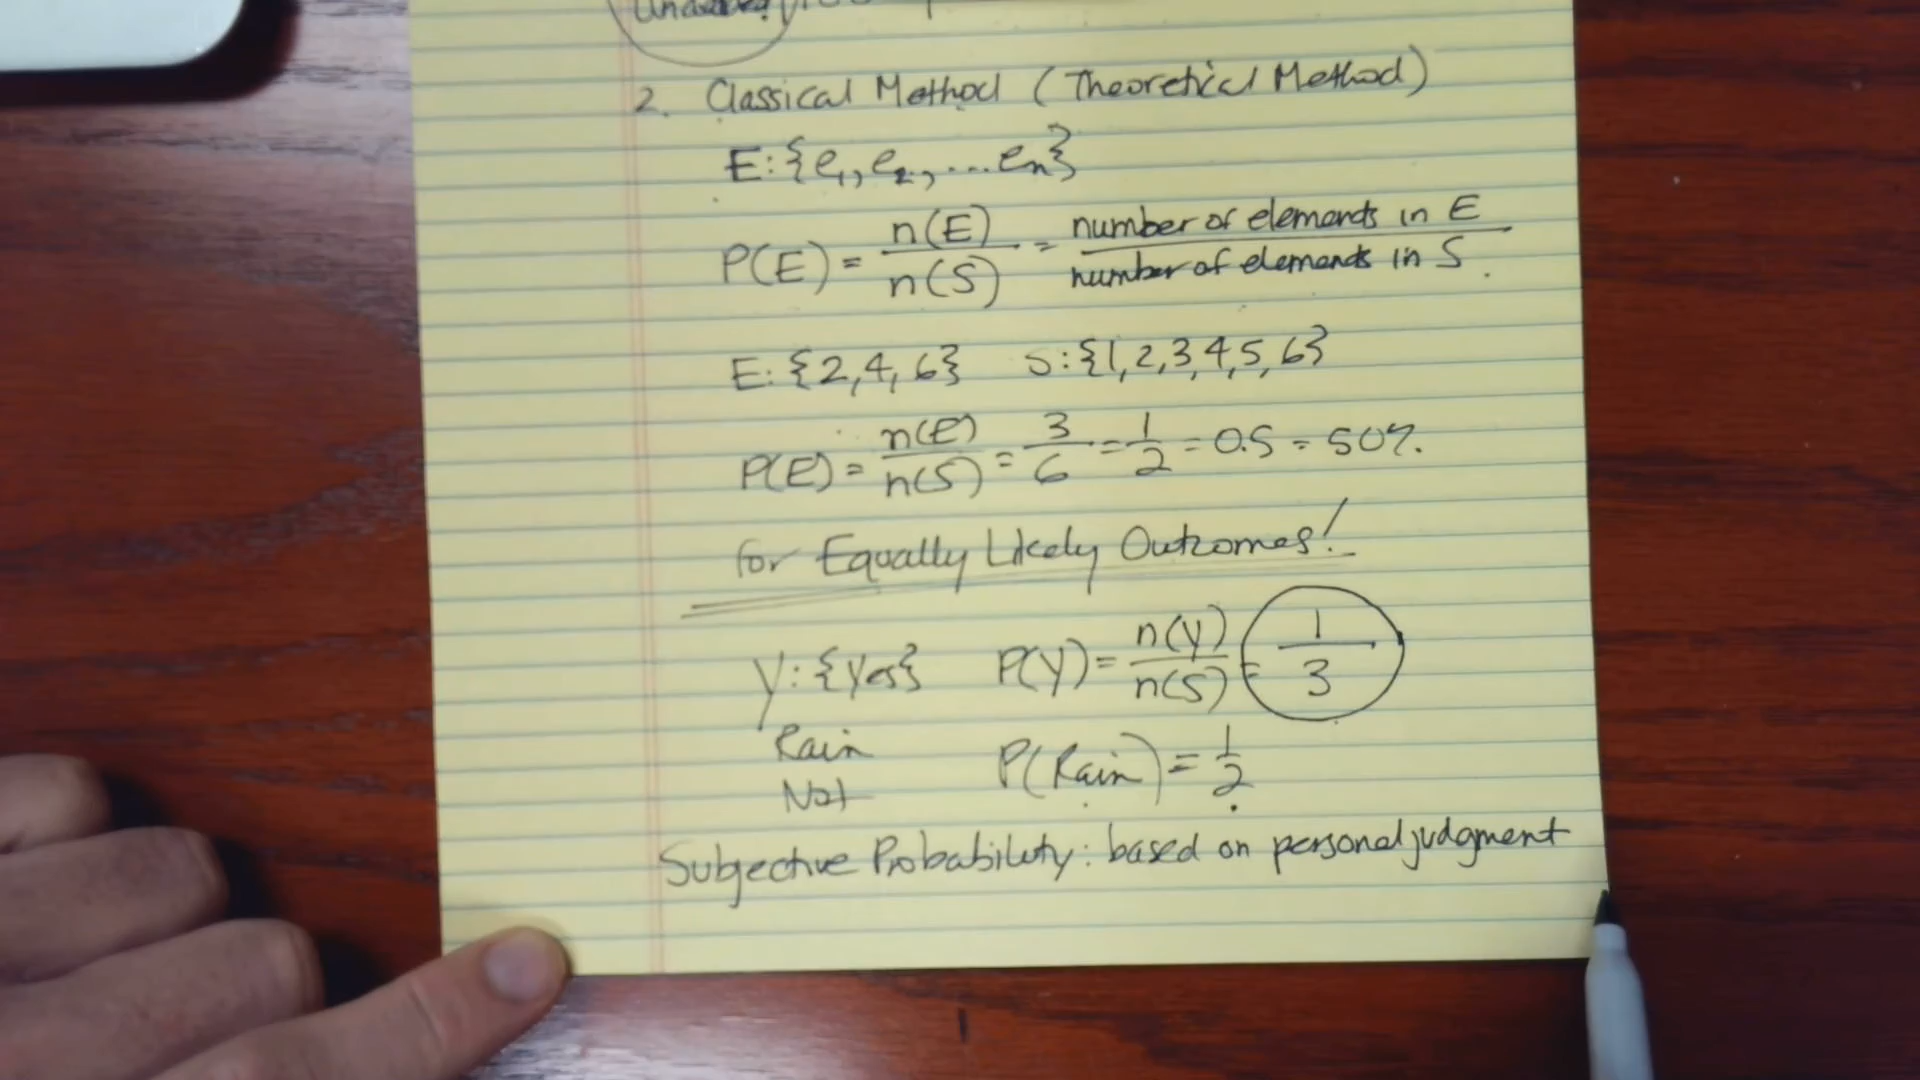 2. Classical Method (Theoretical Method)
E: {e₁, e₂, ... eₙ}
P(E) = n(E)/n(S) = number of elements in E/number of elements in S.
E: {2,4,6} S: {1,2,3,4,5,6}
P(E) = n(E)/n(S) = 3/6 = 1/2 = 0.5 = 50%.
for Equally Likely Outcomes!
Y: {Yes} P(Y) = n(Y)/n(S) = 1/3
Rain P(Rain) = 1/2
Not
Subjective Probability: based on personal judgment